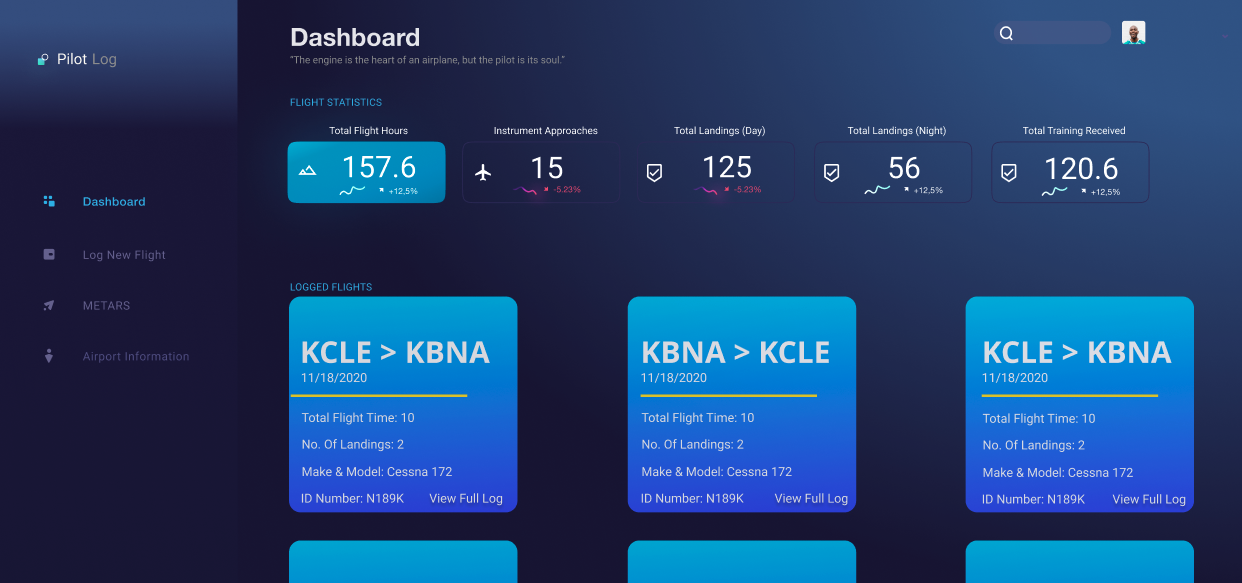 Pilot Log
Dashboard
Log New Flight
METARS
Airport Information
Dashboard
"The engine is the heart of an airplane, but the pilot is its soul."
FLIGHT STATISTICS
Total Flight Hours
157.6
+12,5%
Instrument Approaches
15
-5.23%
Total Landings (Day)
125
-5.23%
Total Landings (Night)
56
+12,5%
Total Training Received
120.6
+12,5%
LOGGED FLIGHTS
KCLE > KBNA
11/18/2020
Total Flight Time: 10
No. Of Landings: 2
Make & Model: Cessna 172
ID Number: N189K View Full Log
KBNA > KCLE
11/18/2020
Total Flight Time: 10
No. Of Landings: 2
Make & Model: Cessna 172
ID Number: N189K View Full Log
KCLE > KBNA
11/18/2020
Total Flight Time: 10
No. Of Landings: 2
Make & Model: Cessna 172
ID Number: N189K View Full Log